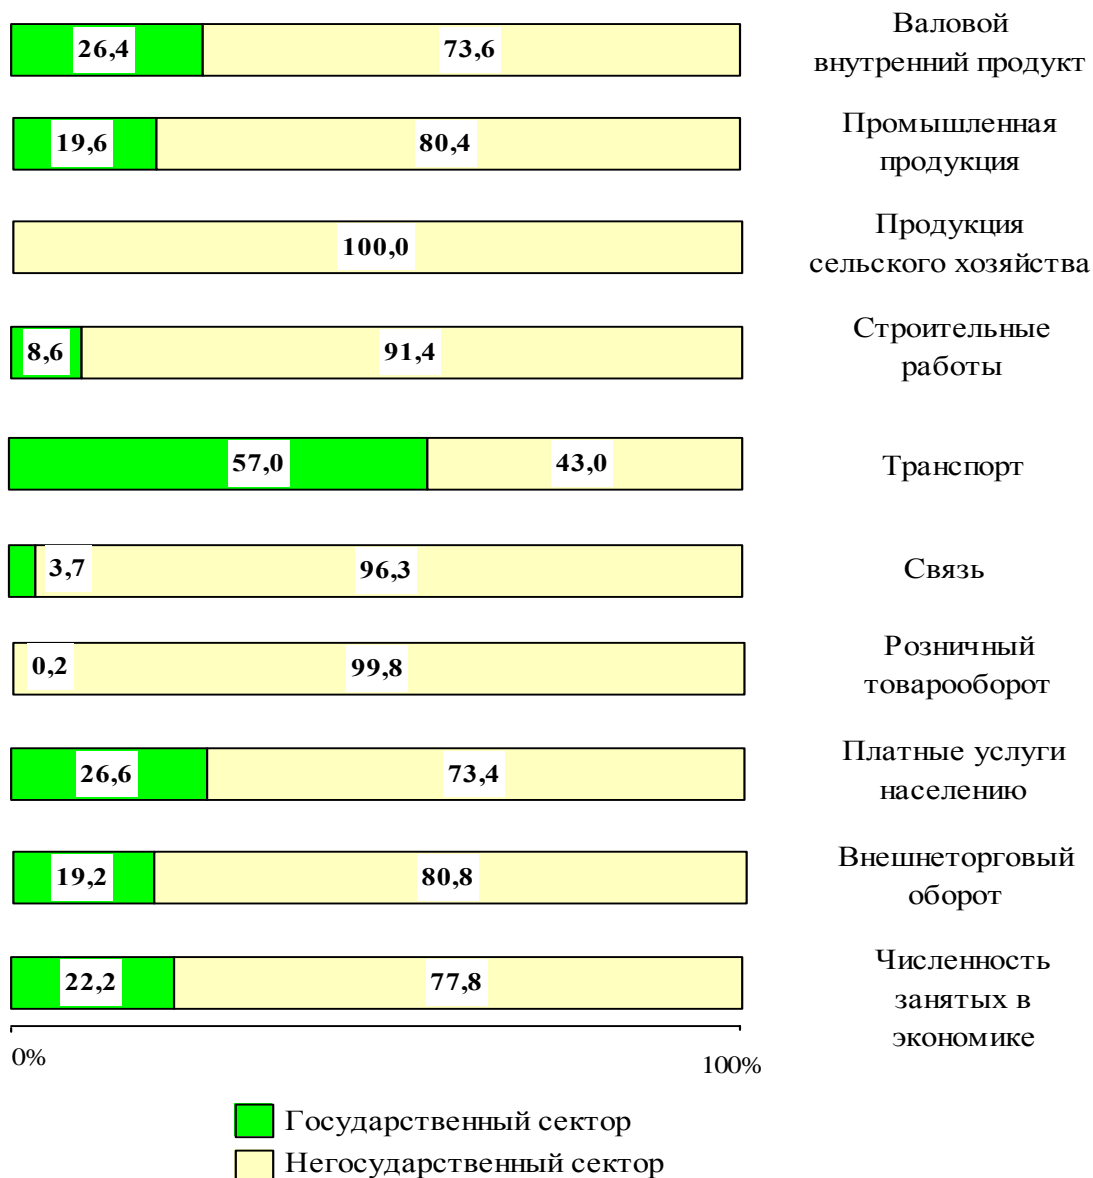 26,4 73,6 Валовой
внутренний продукт
19,6 80,4 Промышленная
продукция
100,0 Продукция
сельского хозяйства
8,6 91,4 Строительные
работы
57,0 43,0 Транспорт
3,7 96,3 Связь
0,2 99,8 Розничный
товарооборот
26,6 73,4 Платные услуги
населению
19,2 80,8 Внешнеторговый
оборот
22,2 77,8 Численность
занятых в
экономике
0% 100%
Государственный сектор
Негосударственный сектор